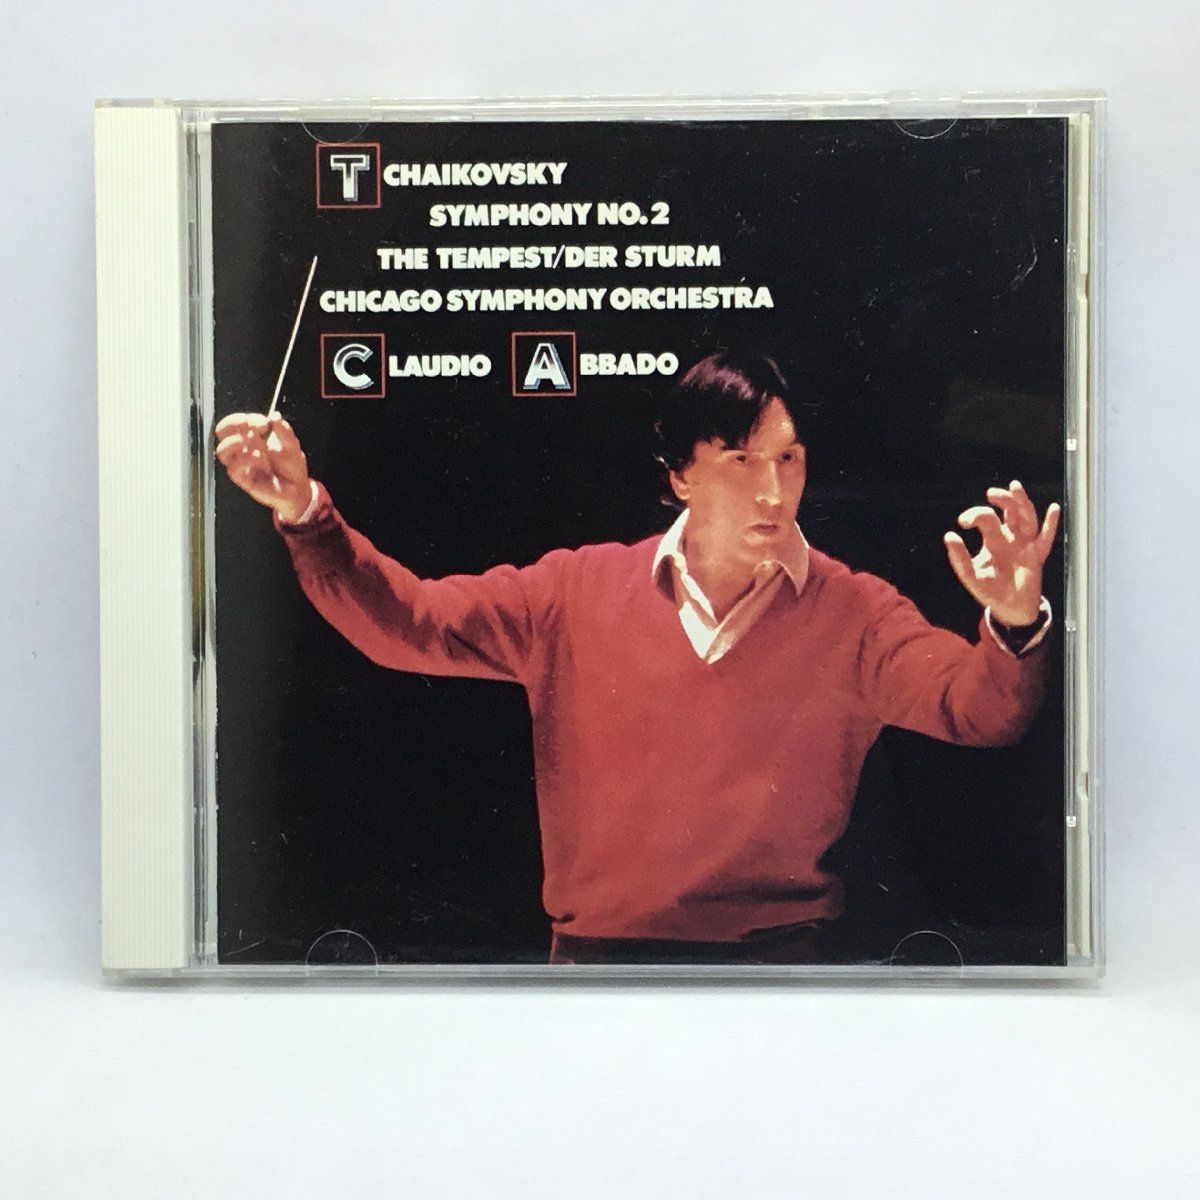 TCHAIKOVSKY
SYMPHONY NO. 2
THE TEMPEST/DER STURM
CHICAGO SYMPHONY ORCHESTRA
CLAUDIO ABBADO